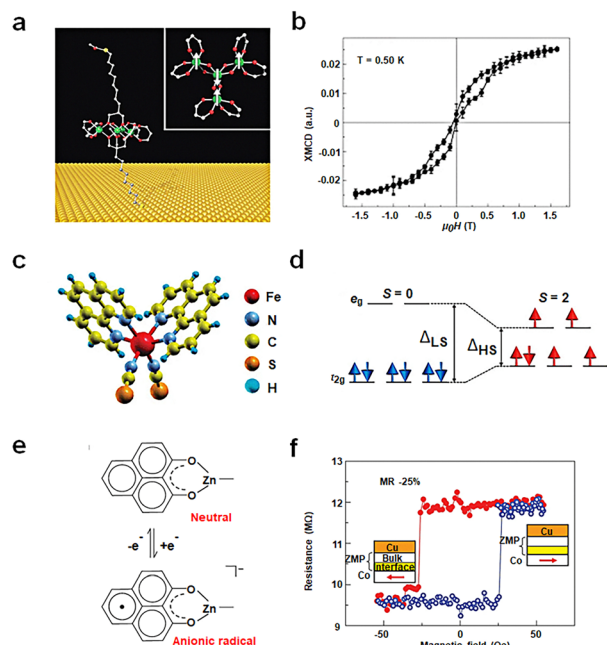 a
b
T = 0.50 K
XMCD (a.u.)
0.02
0.01
0
-0.01
-0.02
-1.5 -1.0 -0.5 0 0.5 1.0 1.5
μ₀H (T)
c
Fe
N
C
S
H
d
eg S = 0 S = 2
ΔLS ΔHS
t2g
e
O
Zn
O
Neutral
-e⁻ +e⁻
O
Zn
O
−
Anionic radical
f
MR -25%
Resistance (MΩ)
13
12
11
10
9
Cu
ZMP Bulk
Interface
Co
Cu
ZMP
Co
-50 0 50
Magnetic field (Oe)